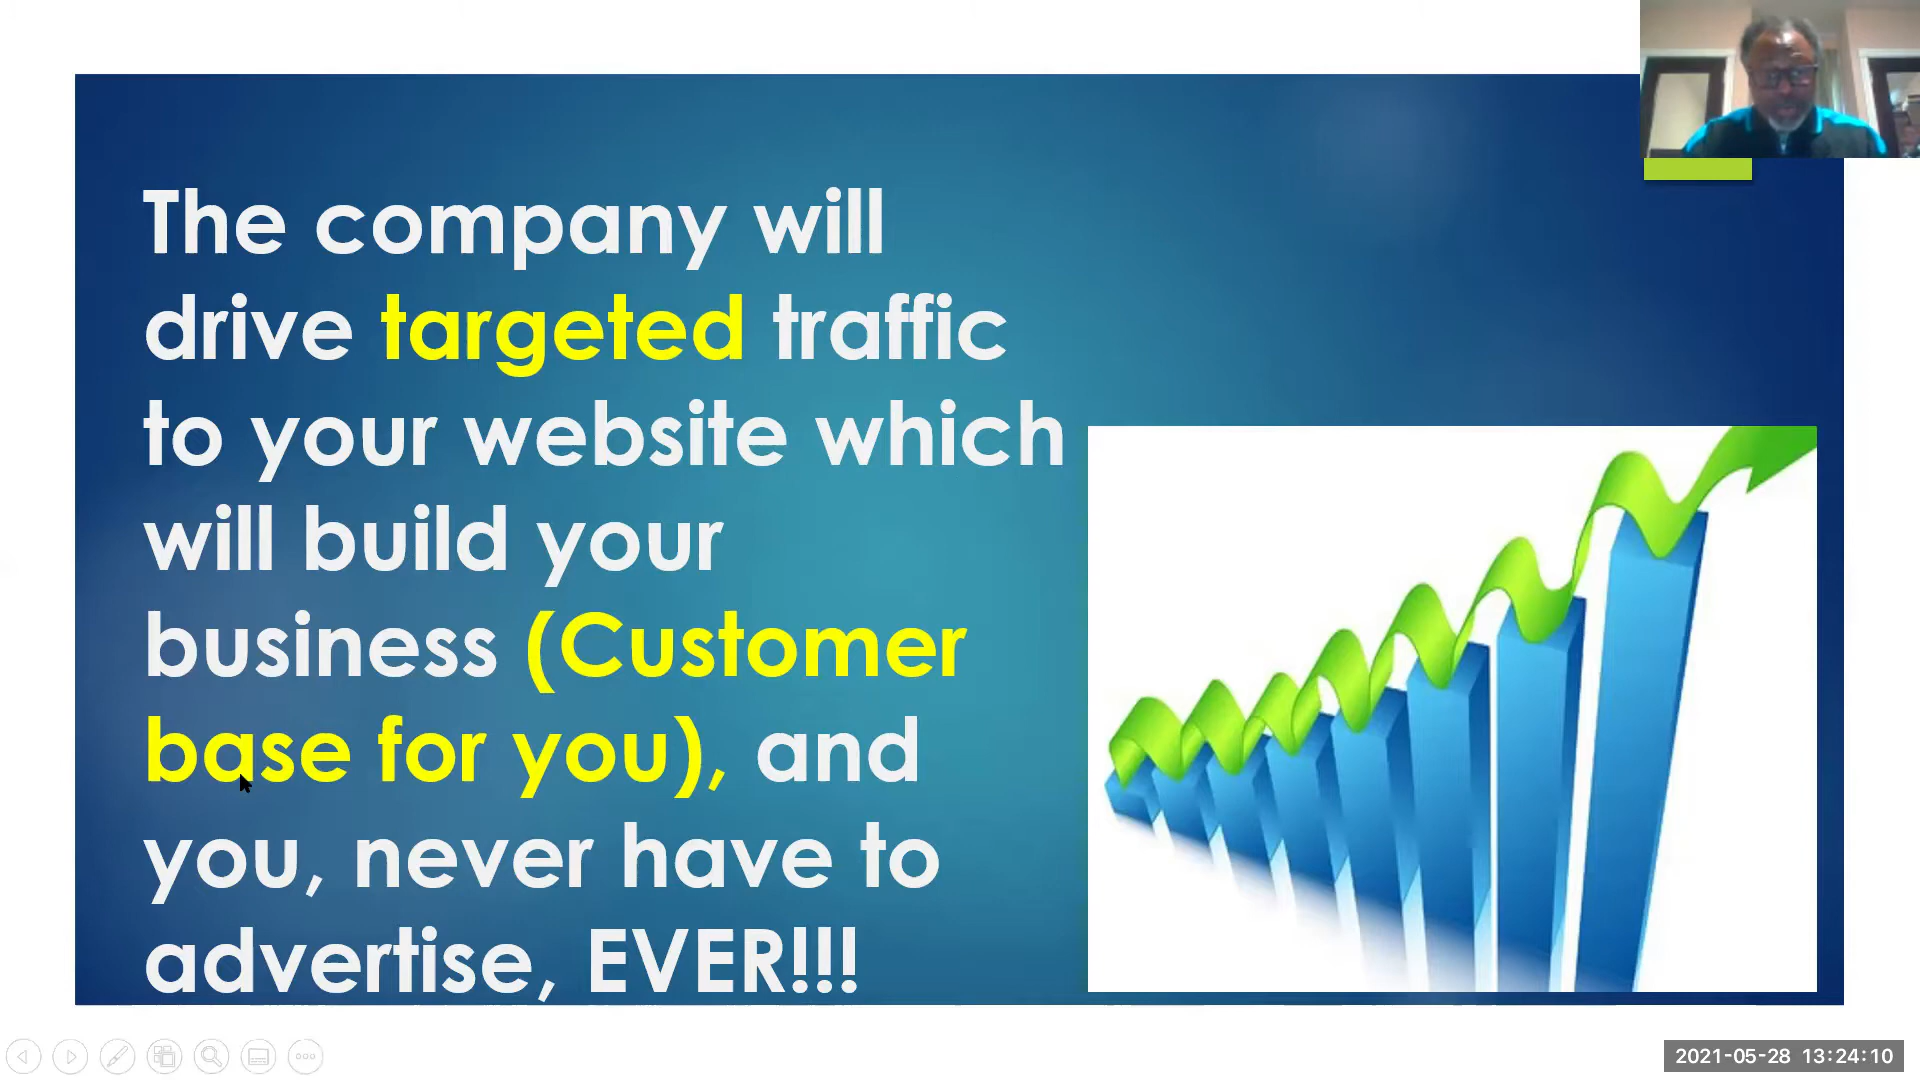 The company will
drive targeted traffic
to your website which
will build your
business (Customer
base for you), and
you, never have to
advertise, EVER!!!
2021-05-28 13:24:10